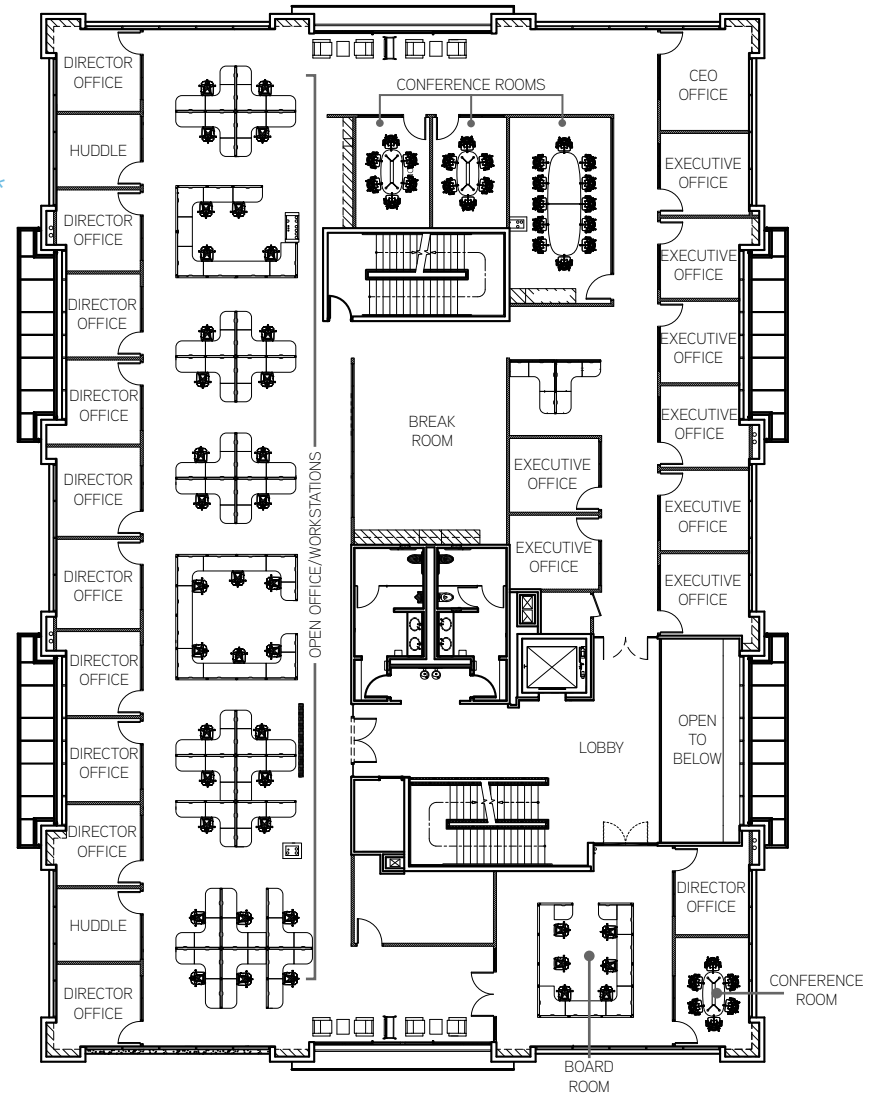 DIRECTOR
OFFICE
HUDDLE
DIRECTOR
OFFICE
DIRECTOR
OFFICE
DIRECTOR
OFFICE
DIRECTOR
OFFICE
DIRECTOR
OFFICE
DIRECTOR
OFFICE
DIRECTOR
OFFICE
DIRECTOR
OFFICE
HUDDLE
DIRECTOR
OFFICE
OPEN OFFICE/WORKSTATIONS
CONFERENCE ROOMS
BREAK
ROOM
EXECUTIVE
OFFICE
EXECUTIVE
OFFICE
CEO
OFFICE
EXECUTIVE
OFFICE
EXECUTIVE
OFFICE
EXECUTIVE
OFFICE
EXECUTIVE
OFFICE
EXECUTIVE
OFFICE
EXECUTIVE
OFFICE
LOBBY
OPEN
TO
BELOW
DIRECTOR
OFFICE
CONFERENCE
ROOM
BOARD
ROOM